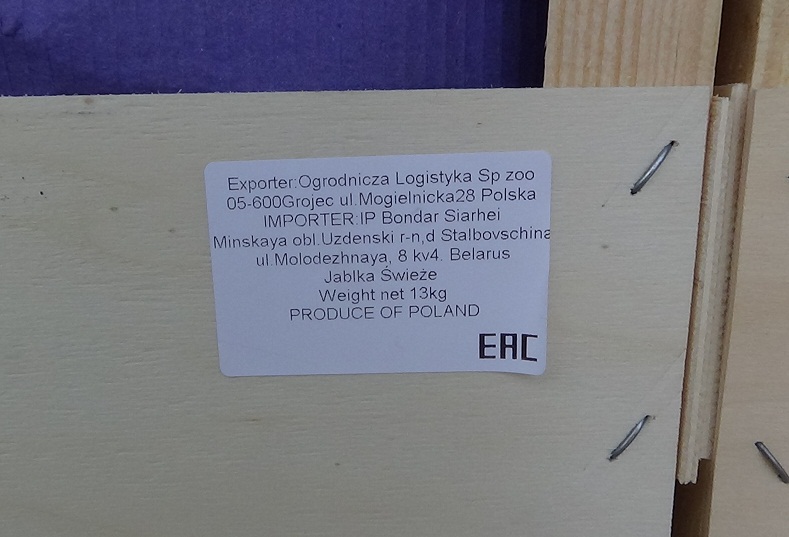 Exporter:Ogrodnicza Logistyka Sp zoo
05-600Grojec ul.Mogielnicka28 Polska
IMPORTER:IP Bondar Siarhei
Minskaya obl.Uzdenski r-n,d Stalbovschina
ul.Molodezhnaya, 8 kv4. Belarus
Jablka Świeże
Weight net 13kg
PRODUCE OF POLAND
EAC